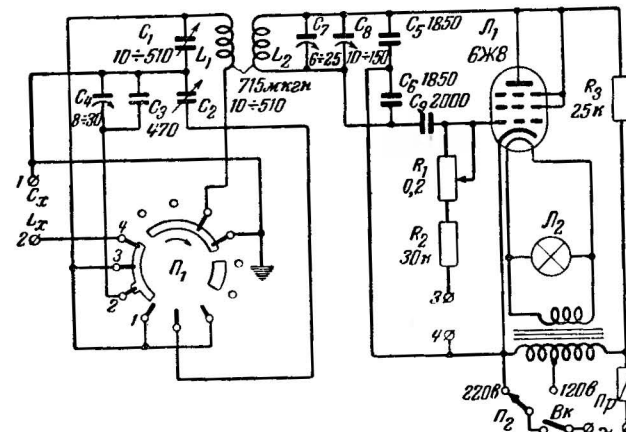 C₁
10÷510
L₁
L₂
C₇
6÷25
C₈
10÷150
C₅ 1850
Л₁
6Ж8
C₄
8÷30
C₃
470
C₂
715мкгн
10÷510
C₆ 1850
C₉ 2000
R₃
25к
1
Cх
Lх
2
4
3
2
1
П₁
R₁
0,2
R₂
30к
3
4
Л₂
220в
120в
П₂
Вк
Пр